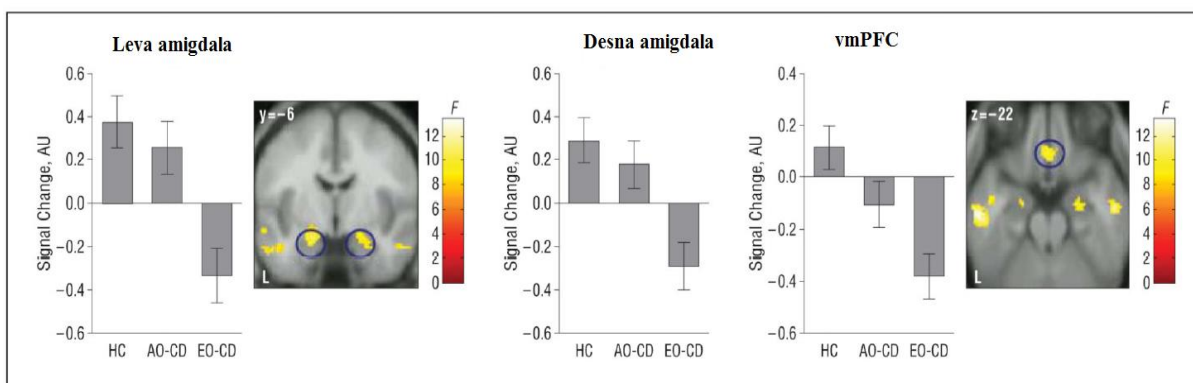 Leva amigdala
Signal Change, AU
0.6
0.4
0.2
0.0
−0.2
−0.4
−0.6
HC AO-CD EO-CD
y=−6
L
F
12
10
8
6
4
2
0
Desna amigdala
Signal Change, AU
0.6
0.4
0.2
0.0
−0.2
−0.4
−0.6
HC AO-CD EO-CD
vmPFC
Signal Change, AU
0.4
0.2
0.0
−0.2
−0.4
−0.6
HC AO-CD EO-CD
z=−22
L
F
12
10
8
6
4
2
0